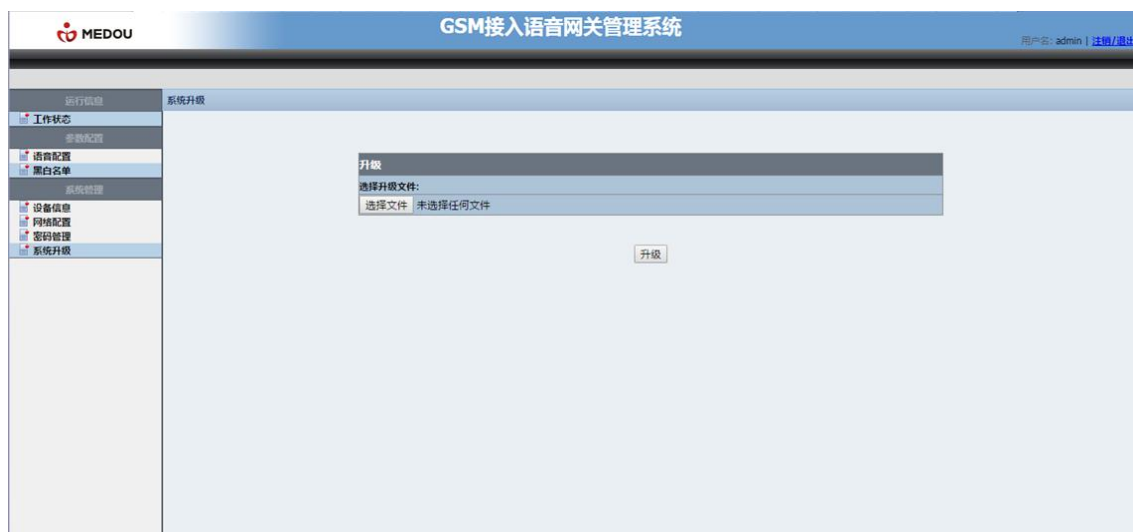 MEDOU
GSM接入语音网关管理系统
用户名: admin | 注销/退出
运行信息
系统升级
工作状态
参数配置
语音配置
黑白名单
系统管理
设备信息
网络配置
密码管理
系统升级
升级
选择升级文件:
选择文件 未选择任何文件
升级